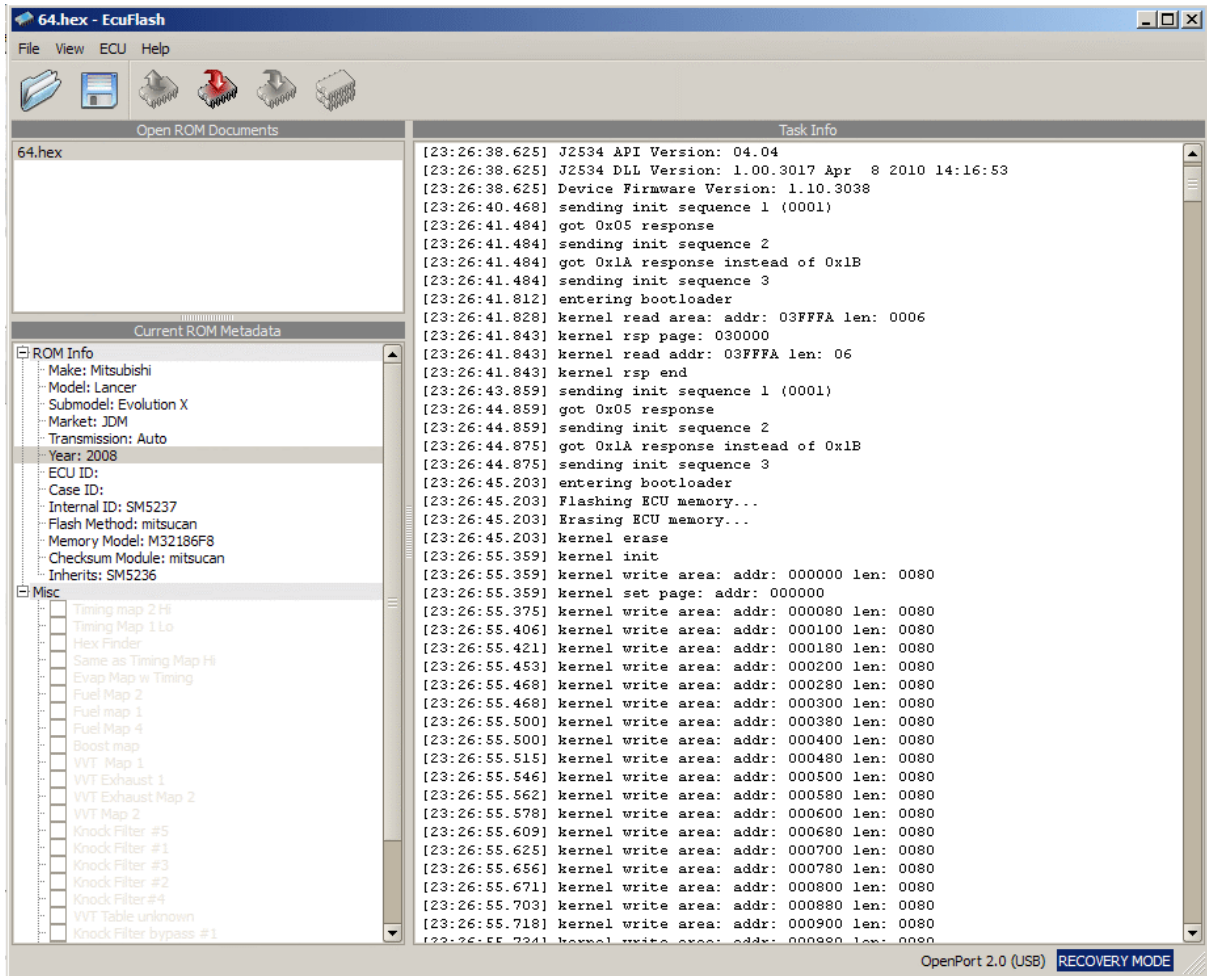 64.hex - EcuFlash
File View ECU Help
Open ROM Documents
64.hex
Current ROM Metadata
ROM Info
Make: Mitsubishi
Model: Lancer
Submodel: Evolution X
Market: JDM
Transmission: Auto
Year: 2008
ECU ID:
Case ID:
Internal ID: SM5237
Flash Method: mitsucan
Memory Model: M32186F8
Checksum Module: mitsucan
Inherits: SM5236
Misc
Timing map 2 Hi
Timing Map 1 Lo
Hex Finder
Same as Timing Map Hi
Evap Map w Timing
Fuel Map 2
Fuel map 1
Fuel Map 4
Boost map
VVT Map 1
VVT Exhaust 1
VVT Exhaust Map 2
VVT Map 2
Knock Filter #5
Knock Filter #1
Knock Filter #3
Knock Filter #2
Knock Filter#4
VVT Table unknown
Knock Filter bypass #1
Task Info
[23:26:38.625] J2534 API Version: 04.04
[23:26:38.625] J2534 DLL Version: 1.00.3017 Apr  8 2010 14:16:53
[23:26:38.625] Device Firmware Version: 1.10.3038
[23:26:40.468] sending init sequence 1 (0001)
[23:26:41.484] got 0x05 response
[23:26:41.484] sending init sequence 2
[23:26:41.484] got 0x1A response instead of 0x1B
[23:26:41.484] sending init sequence 3
[23:26:41.812] entering bootloader
[23:26:41.828] kernel read area: addr: 03FFFA len: 0006
[23:26:41.843] kernel rsp page: 030000
[23:26:41.843] kernel read addr: 03FFFA len: 06
[23:26:41.843] kernel rsp end
[23:26:43.859] sending init sequence 1 (0001)
[23:26:44.859] got 0x05 response
[23:26:44.859] sending init sequence 2
[23:26:44.875] got 0x1A response instead of 0x1B
[23:26:44.875] sending init sequence 3
[23:26:45.203] entering bootloader
[23:26:45.203] Flashing ECU memory...
[23:26:45.203] Erasing ECU memory...
[23:26:45.203] kernel erase
[23:26:55.359] kernel init
[23:26:55.359] kernel write area: addr: 000000 len: 0080
[23:26:55.359] kernel set page: addr: 000000
[23:26:55.375] kernel write area: addr: 000080 len: 0080
[23:26:55.406] kernel write area: addr: 000100 len: 0080
[23:26:55.421] kernel write area: addr: 000180 len: 0080
[23:26:55.453] kernel write area: addr: 000200 len: 0080
[23:26:55.468] kernel write area: addr: 000280 len: 0080
[23:26:55.468] kernel write area: addr: 000300 len: 0080
[23:26:55.500] kernel write area: addr: 000380 len: 0080
[23:26:55.500] kernel write area: addr: 000400 len: 0080
[23:26:55.515] kernel write area: addr: 000480 len: 0080
[23:26:55.546] kernel write area: addr: 000500 len: 0080
[23:26:55.562] kernel write area: addr: 000580 len: 0080
[23:26:55.578] kernel write area: addr: 000600 len: 0080
[23:26:55.609] kernel write area: addr: 000680 len: 0080
[23:26:55.625] kernel write area: addr: 000700 len: 0080
[23:26:55.656] kernel write area: addr: 000780 len: 0080
[23:26:55.671] kernel write area: addr: 000800 len: 0080
[23:26:55.703] kernel write area: addr: 000880 len: 0080
[23:26:55.718] kernel write area: addr: 000900 len: 0080
[23:26:55.734] kernel write area: addr: 000980 len: 0080
OpenPort 2.0 (USB) RECOVERY MODE